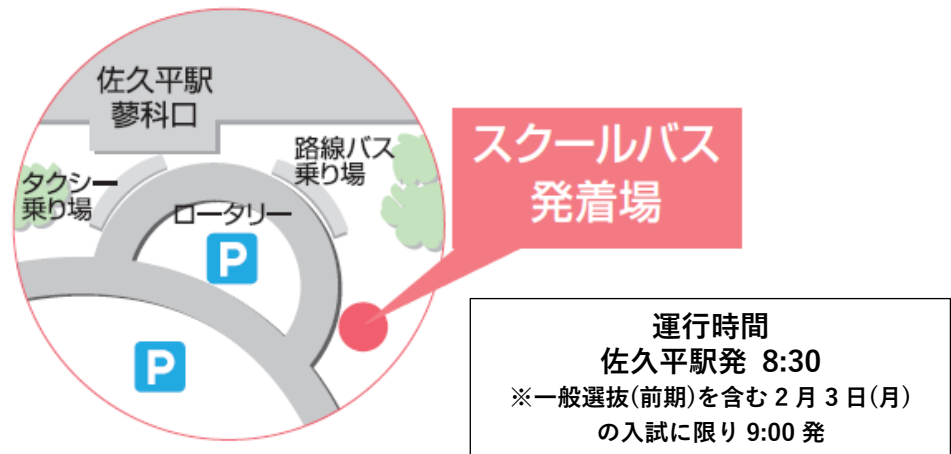 佐久平駅
蓼科口
路線バス
乗り場
タクシー
乗り場
ロータリー
P
P
スクールバス
発着場
運行時間
佐久平駅発 8:30
※一般選抜(前期)を含む 2 月 3 日(月)
の入試に限り 9:00 発